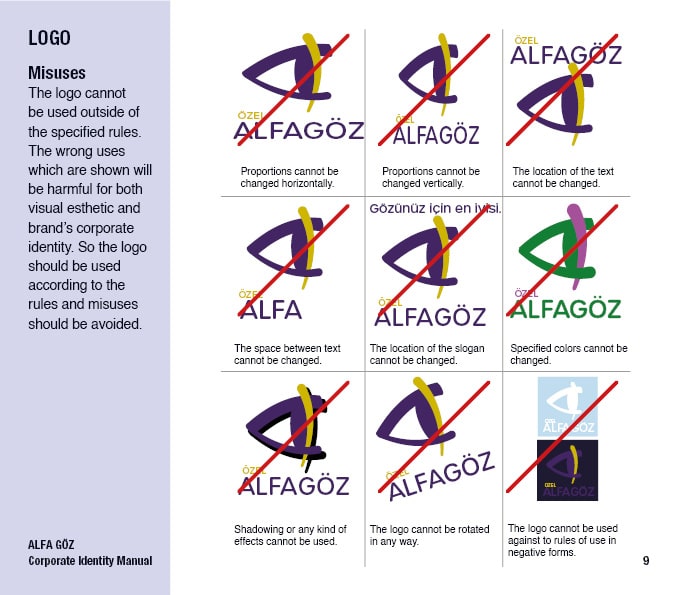 LOGO
Misuses
The logo cannot
be used outside of
the specified rules.
The wrong uses
which are shown will
be harmful for both
visual esthetic and
brand's corporate
identity. So the logo
should be used
according to the
rules and misuses
should be avoided.
ALFA GÖZ
Corporate Identity Manual
ÖZEL
ALFAGÖZ
Proportions cannot be
changed horizontally.
ÖZEL
ALFAGÖZ
Proportions cannot be
changed vertically.
ÖZEL
ALFAGÖZ
The location of the text
cannot be changed.
ÖZEL
ALFA
The space between text
cannot be changed.
Gözünüz için en iyisi.
ÖZEL
ALFAGÖZ
The location of the slogan
cannot be changed.
ÖZEL
ALFAGÖZ
Specified colors cannot be
changed.
ÖZEL
ALFAGÖZ
Shadowing or any kind of
effects cannot be used.
ÖZEL
ALFAGÖZ
The logo cannot be rotated
in any way.
ÖZEL
ALFAGÖZ
ÖZEL
ALFAGÖZ
The logo cannot be used
against to rules of use in
negative forms.
9